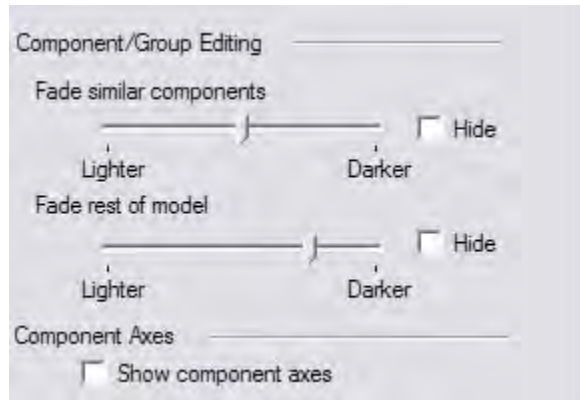 Component/Group Editing
Fade similar components
Hide
Lighter Darker
Fade rest of model
Hide
Lighter Darker
Component Axes
Show component axes